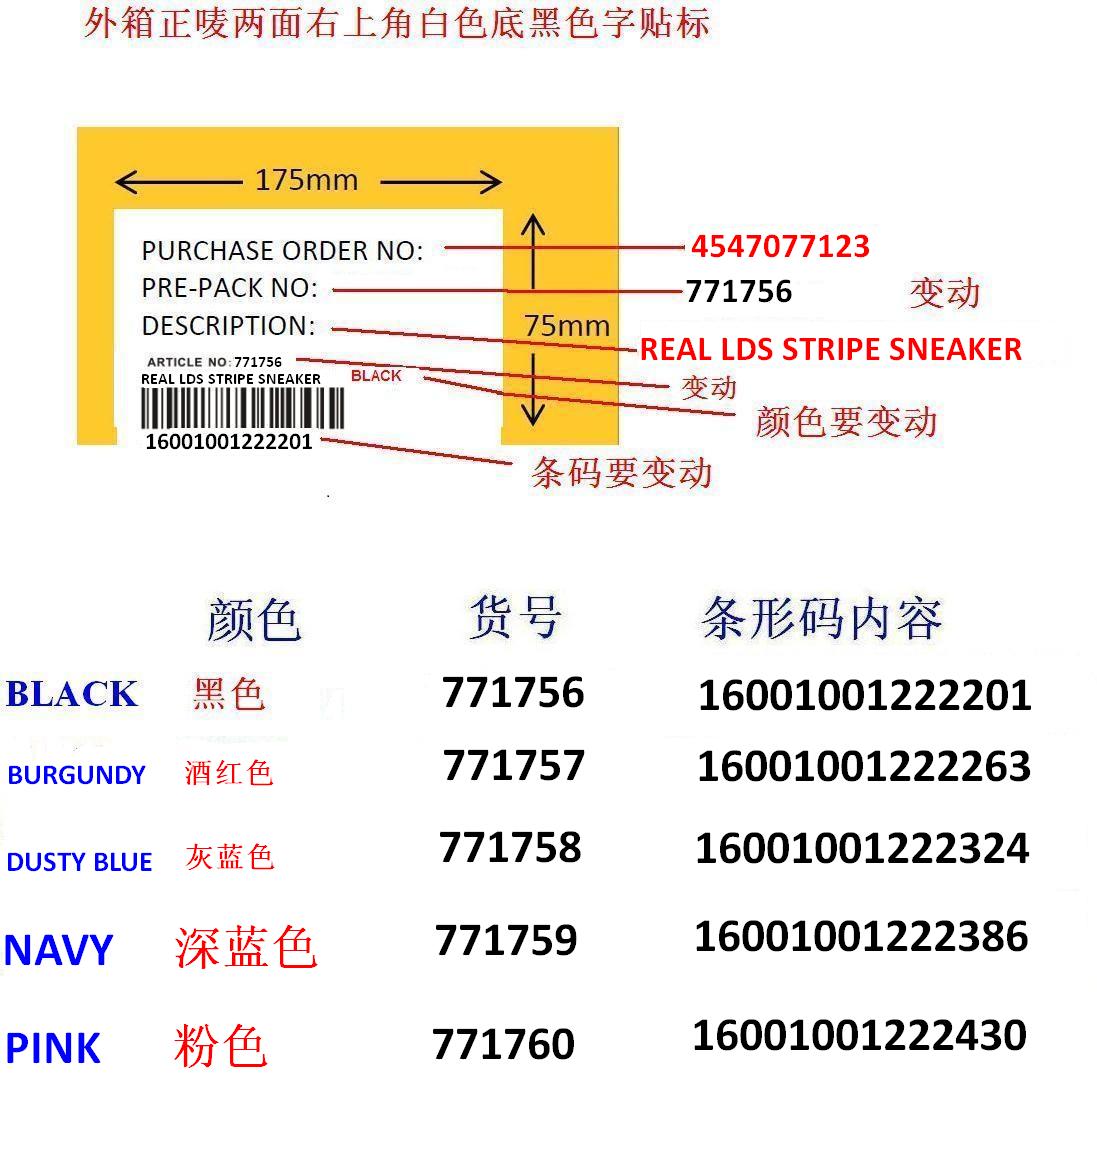 外箱正唛两面右上角白色底黑色字贴标
175mm
PURCHASE ORDER NO: 4547077123
PRE-PACK NO: 771756 变动
DESCRIPTION: REAL LDS STRIPE SNEAKER
75mm
ARTICLE NO: 771756 变动
REAL LDS STRIPE SNEAKER BLACK 颜色要变动
16001001222201 条码要变动
颜色 货号 条形码内容
BLACK 黑色 771756 16001001222201
BURGUNDY 酒红色 771757 16001001222263
DUSTY BLUE 灰蓝色 771758 16001001222324
NAVY 深蓝色 771759 16001001222386
PINK 粉色 771760 16001001222430